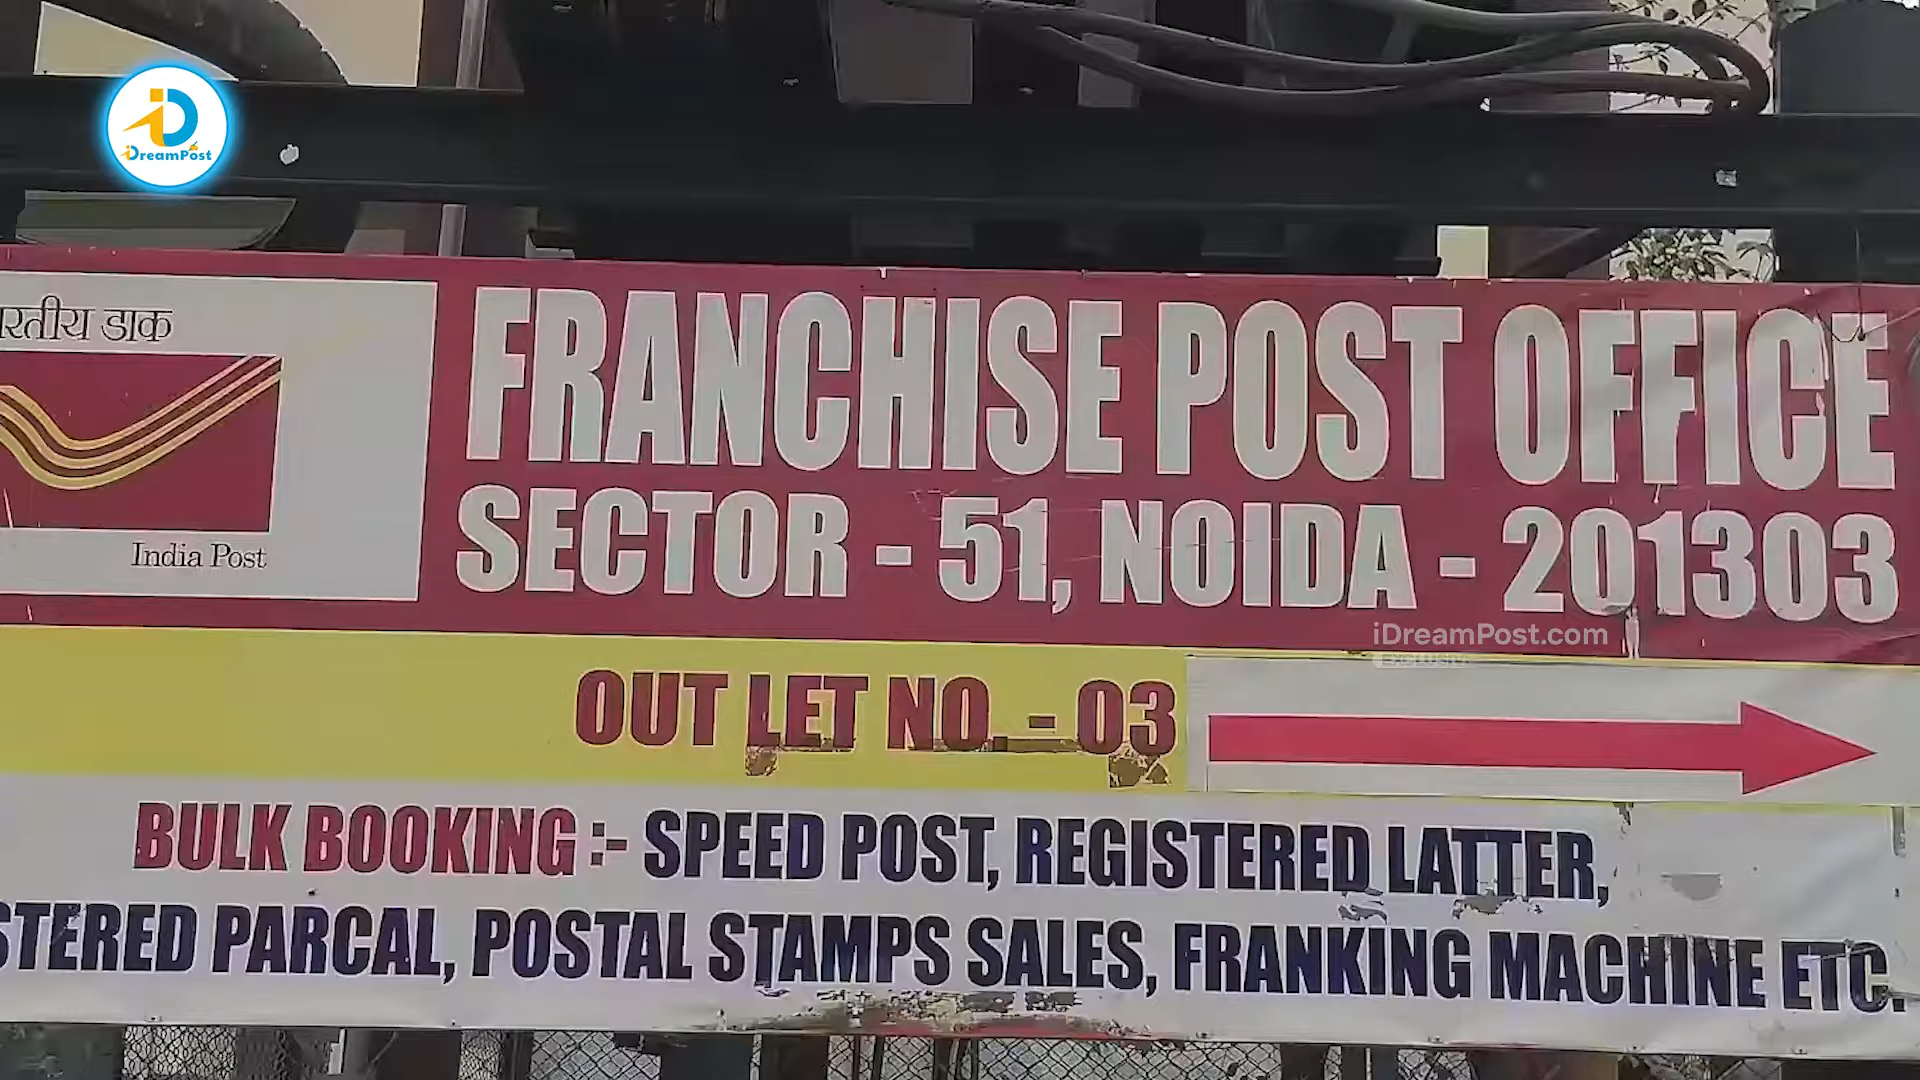 iDreamPost
रतीय डाक
India Post
FRANCHISE POST OFFICE
SECTOR - 51, NOIDA - 201303
iDreamPost.com
OUT LET NO. - 03
BULK BOOKING :- SPEED POST, REGISTERED LATTER,
STERED PARCAL, POSTAL STAMPS SALES, FRANKING MACHINE ETC.